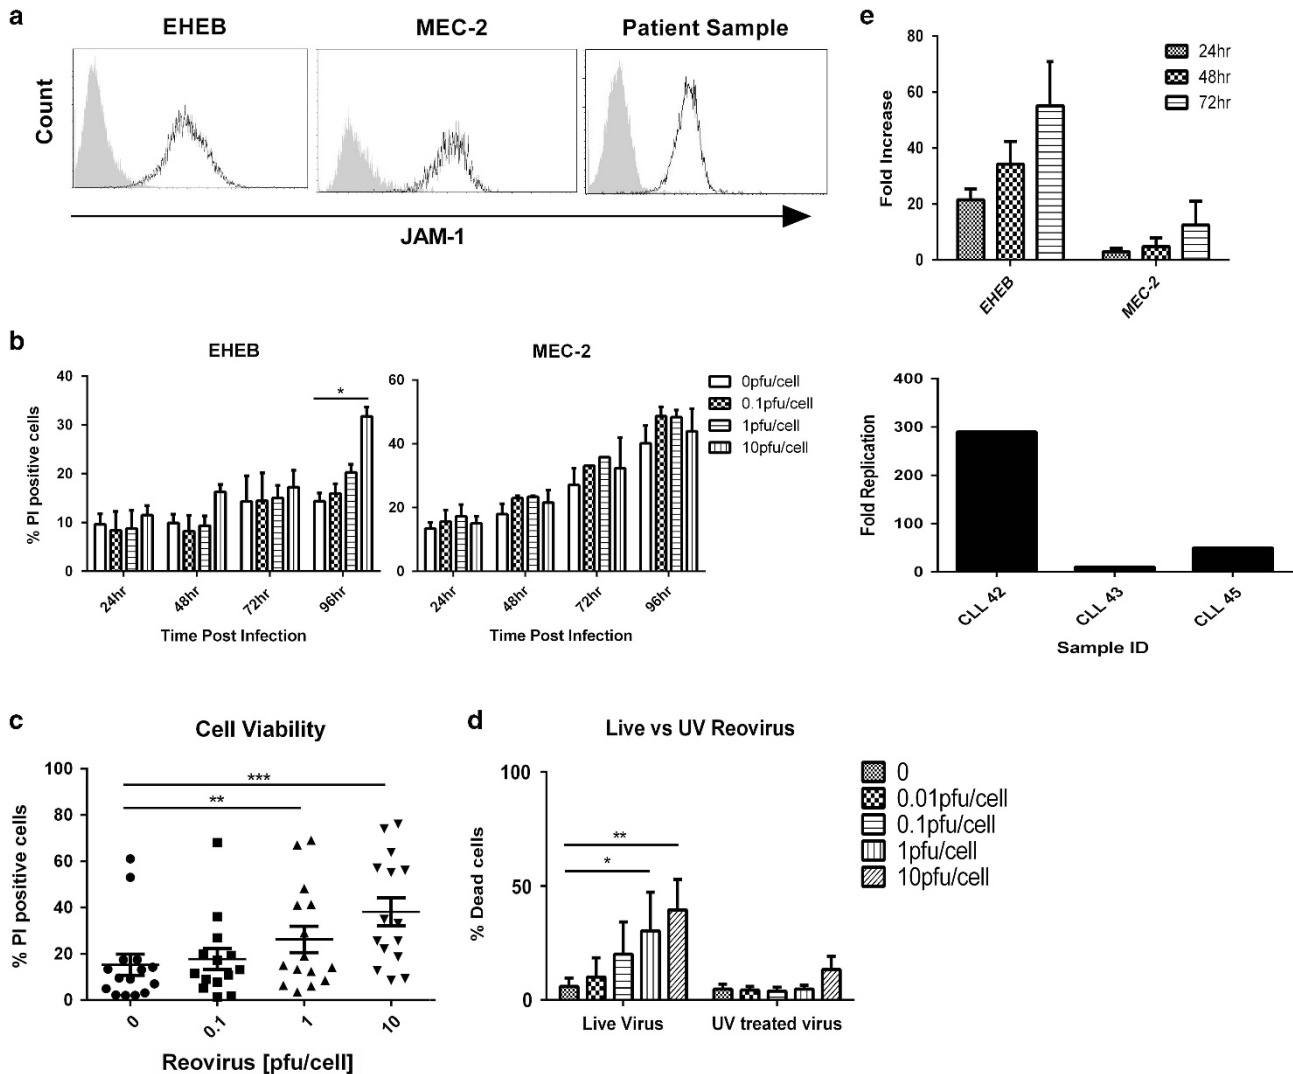 a
EHEB
MEC-2
Patient Sample
Count
JAM-1
b
EHEB
% PI positive cells
40
30
20
10
0
24hr
48hr
72hr
96hr
*
Time Post Infection
MEC-2
60
40
20
0
24hr
48hr
72hr
96hr
Time Post Infection
0pfu/cell
0.1pfu/cell
1pfu/cell
10pfu/cell
c
Cell Viability
% PI positive cells
100
80
60
40
20
0
***
**
0
0.1
1
10
Reovirus [pfu/cell]
d
Live vs UV Reovirus
% Dead cells
100
50
0
**
*
Live Virus
UV treated virus
0
0.01pfu/cell
0.1pfu/cell
1pfu/cell
10pfu/cell
e
Fold Increase
80
60
40
20
0
24hr
48hr
72hr
EHEB
MEC-2
Fold Replication
400
300
200
100
0
CLL 42
CLL 43
CLL 45
Sample ID